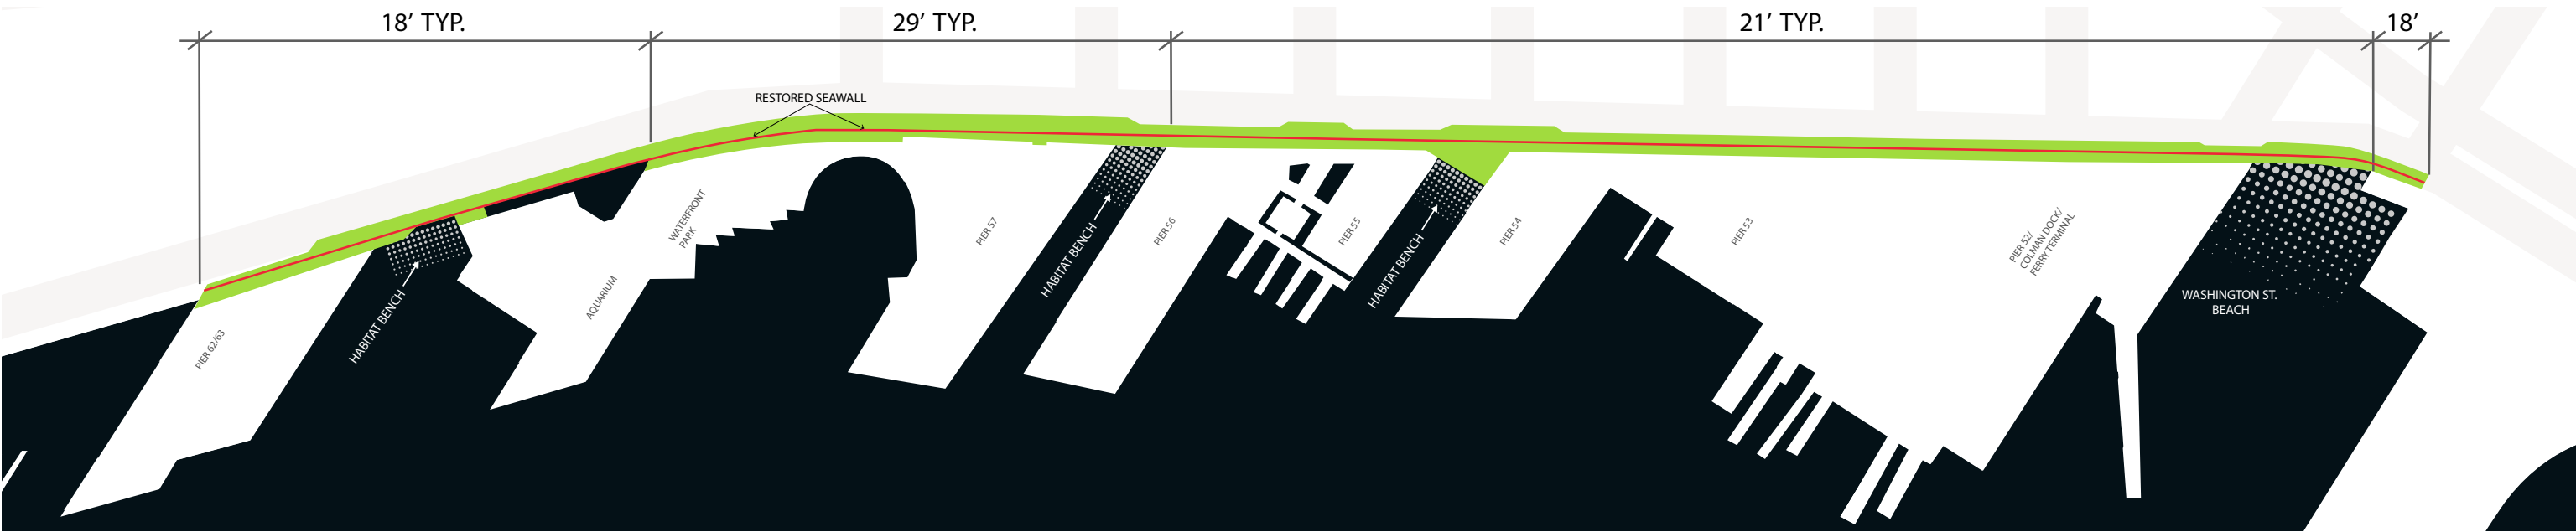 18’ TYP.
29’ TYP.
21’ TYP.
18’
RESTORED SEAWALL
PIER 62/63
HABITAT BENCH
AQUARIUM
WATERFRONT
PARK
PIER 57
HABITAT BENCH
PIER 56
PIER 55
HABITAT BENCH
PIER 54
PIER 53
PIER 52/
COLMAN DOCK/
FERRY TERMINAL
WASHINGTON ST.
BEACH